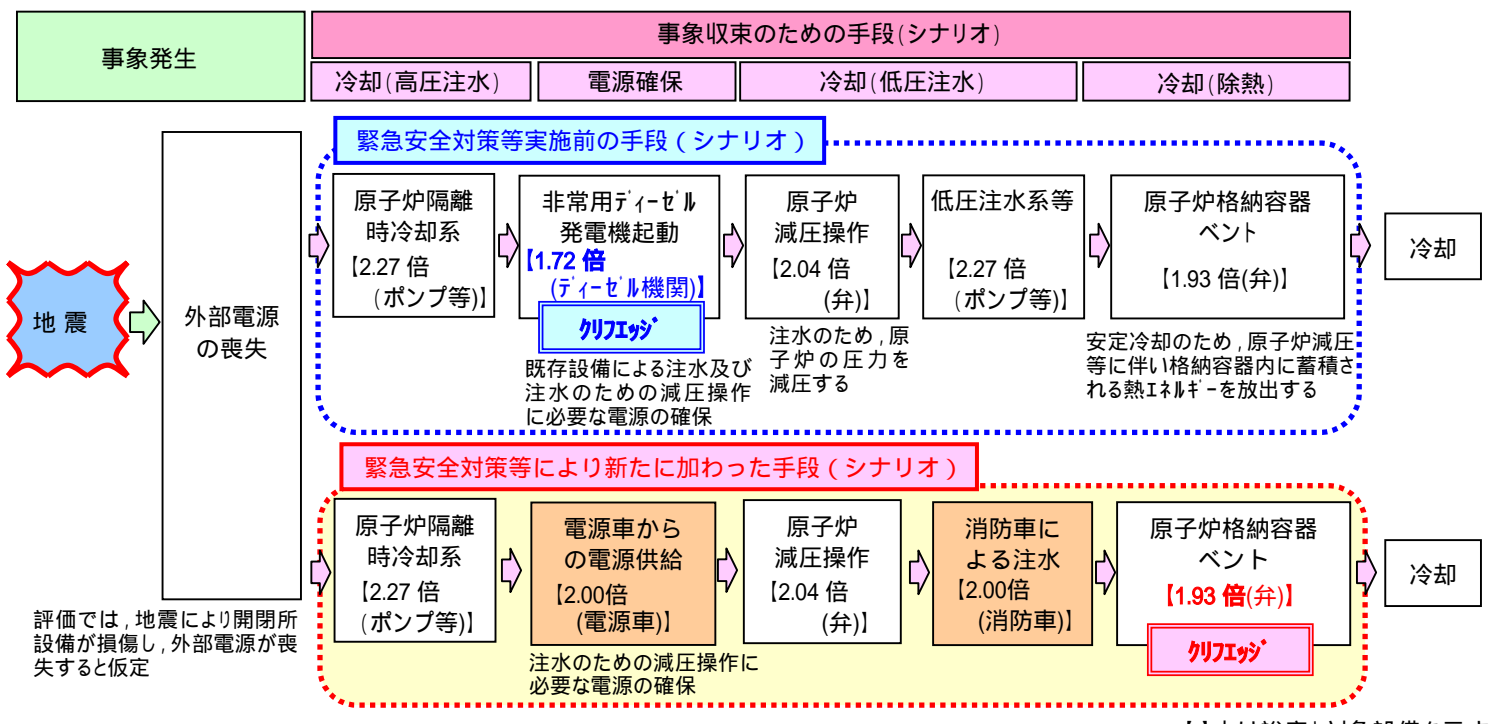 事象発生
事象収束のための手段(シナリオ)
冷却(高圧注水)
電源確保
冷却(低圧注水)
冷却(除熱)
緊急安全対策等実施前の手段(シナリオ)
地震
外部電源
の喪失
原子炉隔離
時冷却系
【2.27 倍
(ポンプ等)】
非常用ディーゼル
発電機起動
【1.72 倍
(ディーゼル機関)】
クリフエッジ
既存設備による注水及び
注水のための減圧操作
に必要な電源の確保
原子炉
減圧操作
【2.04 倍
(弁)】
注水のため,原
子炉の圧力を
減圧する
低圧注水系等
【2.27 倍
(ポンプ等)】
原子炉格納容器
ベント
【1.93 倍(弁)】
安定冷却のため,原子炉減圧
等に伴い格納容器内に蓄積さ
れる熱エネルギーを放出する
冷却
緊急安全対策等により新たに加わった手段(シナリオ)
原子炉隔離
時冷却系
【2.27 倍
(ポンプ等)】
電源車から
の電源供給
【2.00倍
(電源車)】
注水のための減圧操作に
必要な電源の確保
原子炉
減圧操作
【2.04 倍
(弁)】
消防車に
よる注水
【2.00倍
(消防車)】
原子炉格納容器
ベント
【1.93 倍(弁)】
クリフエッジ
冷却
評価では,地震により開閉所
設備が損傷し,外部電源が喪
失すると仮定